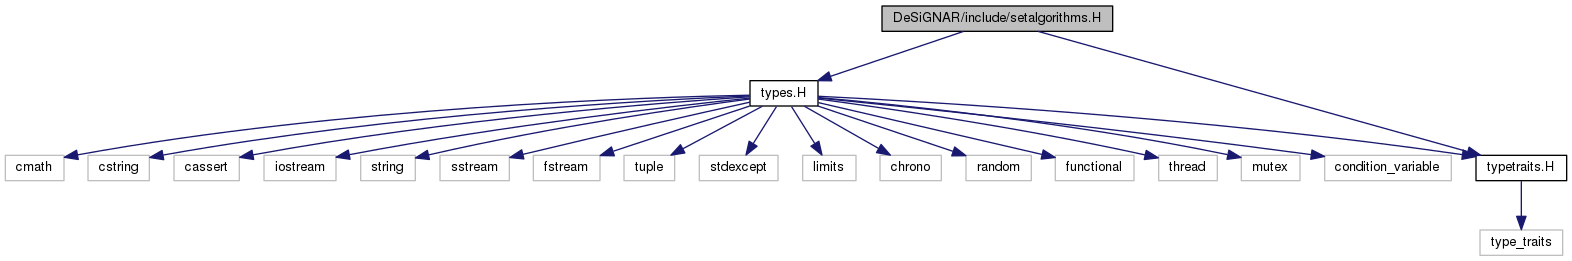 DeSiGNAR/include/setalgorithms.H
types.H
cmath
cstring
cassert
iostream
string
sstream
fstream
tuple
stdexcept
limits
chrono
random
functional
thread
mutex
condition_variable
typetraits.H
type_traits